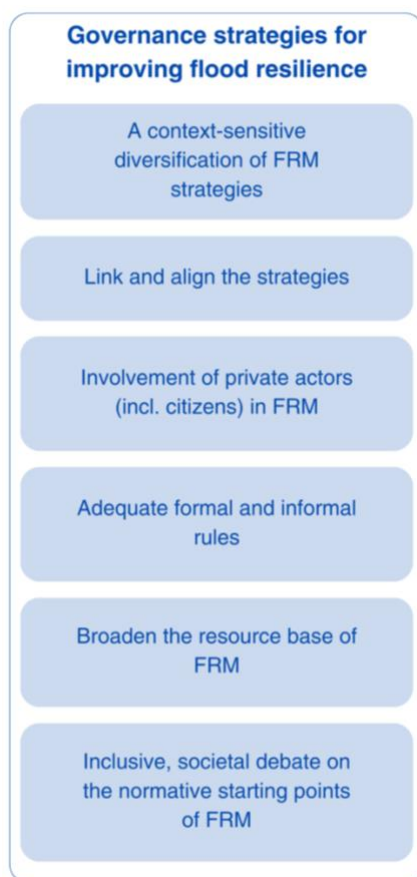 Governance strategies for
improving flood resilience
A context-sensitive
diversification of FRM
strategies
Link and align the strategies
Involvement of private actors
(incl. citizens) in FRM
Adequate formal and informal
rules
Broaden the resource base of
FRM
Inclusive, societal debate on
the normative starting points
of FRM